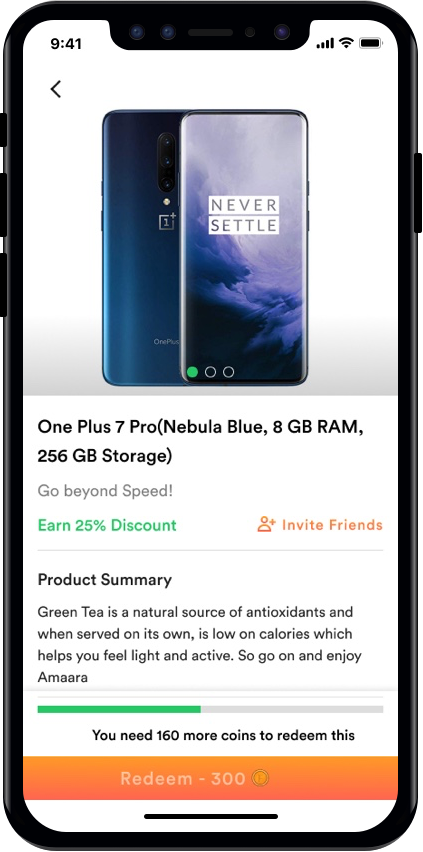 9:41
NEVER
SETTLE
1+
OnePlus
One Plus 7 Pro(Nebula Blue, 8 GB RAM,
256 GB Storage)
Go beyond Speed!
Earn 25% Discount
Invite Friends
Product Summary
Green Tea is a natural source of antioxidants and
when served on its own, is low on calories which
helps you feel light and active. So go on and enjoy
Amaara
You need 160 more coins to redeem this
Redeem - 300